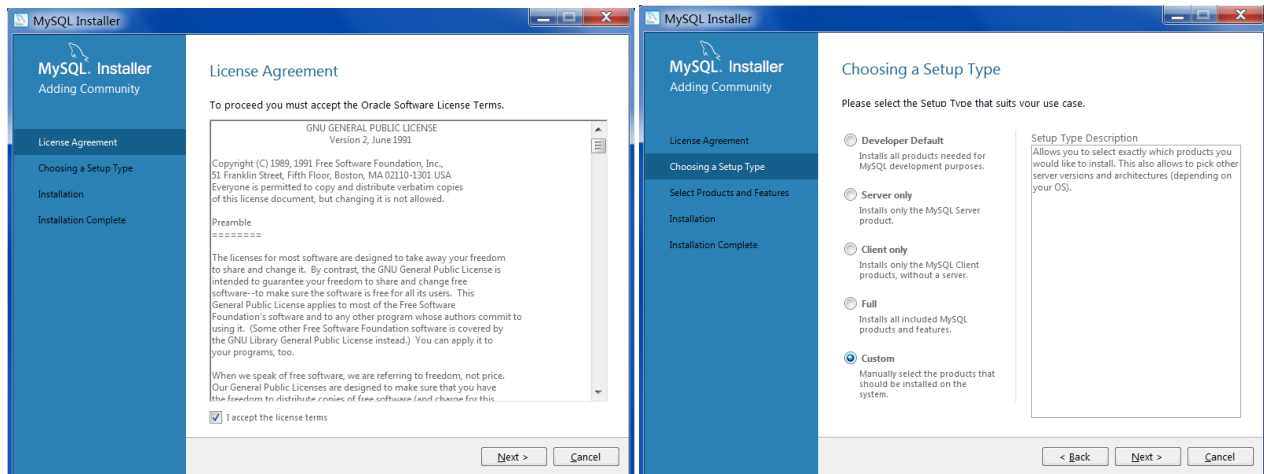 MySQL Installer
MySQL. Installer
Adding Community
License Agreement
Choosing a Setup Type
Installation
Installation Complete
License Agreement
To proceed you must accept the Oracle Software License Terms.
GNU GENERAL PUBLIC LICENSE
Version 2, June 1991
Copyright (C) 1989, 1991 Free Software Foundation, Inc.,
51 Franklin Street, Fifth Floor, Boston, MA 02110-1301 USA
Everyone is permitted to copy and distribute verbatim copies
of this license document, but changing it is not allowed.
Preamble
========
The licenses for most software are designed to take away your freedom
to share and change it. By contrast, the GNU General Public License is
intended to guarantee your freedom to share and change free
software--to make sure the software is free for all its users. This
General Public License applies to most of the Free Software
Foundation's software and to any other program whose authors commit to
using it. (Some other Free Software Foundation software is covered by
the GNU Library General Public License instead.) You can apply it to
your programs, too.
When we speak of free software, we are referring to freedom, not price.
Our General Public Licenses are designed to make sure that you have
the freedom to distribute copies of free software (and charge for this
I accept the license terms
Next >
Cancel
MySQL Installer
MySQL. Installer
Adding Community
License Agreement
Choosing a Setup Type
Select Products and Features
Installation
Installation Complete
Choosing a Setup Type
Please select the Setup Type that suits your use case.
Developer Default
Installs all products needed for
MySQL development purposes.
Server only
Installs only the MySQL Server
product.
Client only
Installs only the MySQL Client
products, without a server.
Full
Installs all included MySQL
products and features.
Custom
Manually select the products that
should be installed on the
system.
Setup Type Description
Allows you to select exactly which products you
would like to install. This also allows to pick other
server versions and architectures (depending on
your OS).
< Back
Next >
Cancel